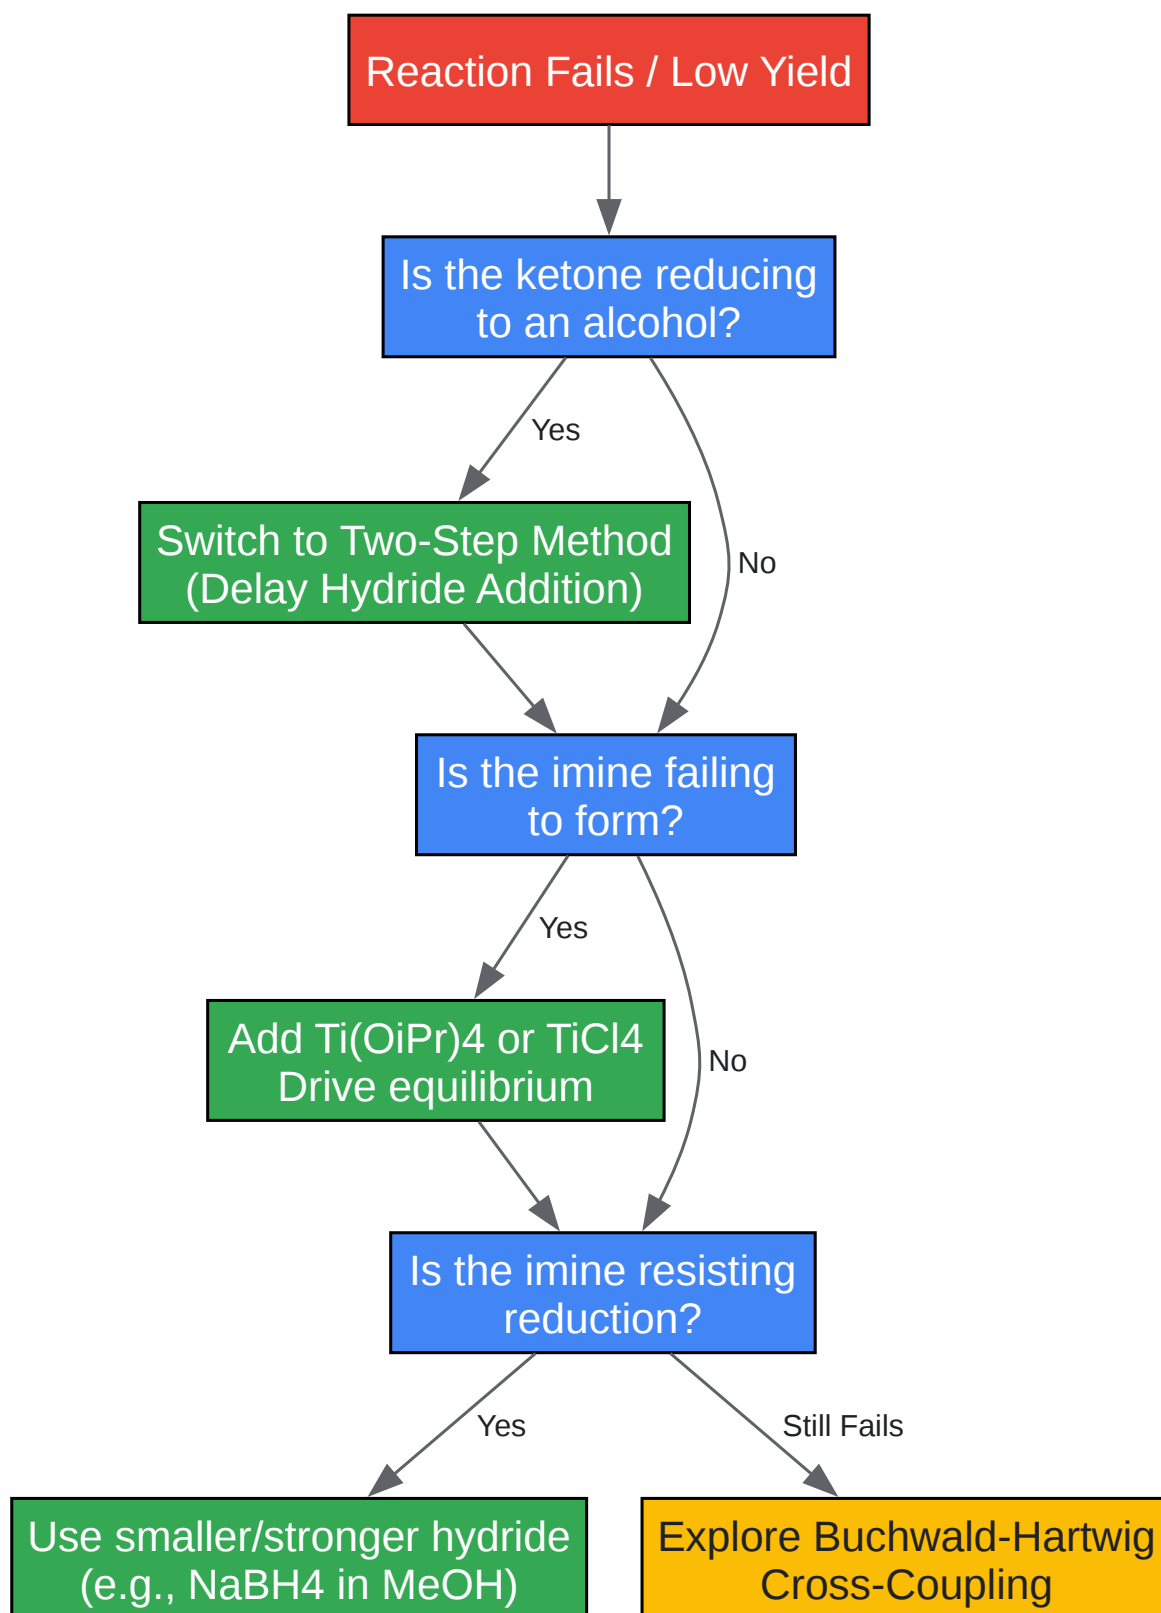 Reaction Fails / Low Yield
Is the ketone reducing
to an alcohol?
Yes
Switch to Two-Step Method
(Delay Hydride Addition)
No
Is the imine failing
to form?
Yes
Add Ti(OiPr)4 or TiCl4
Drive equilibrium
No
Is the imine resisting
reduction?
Yes
Still Fails
Use smaller/stronger hydride
(e.g., NaBH4 in MeOH)
Explore Buchwald-Hartwig
Cross-Coupling